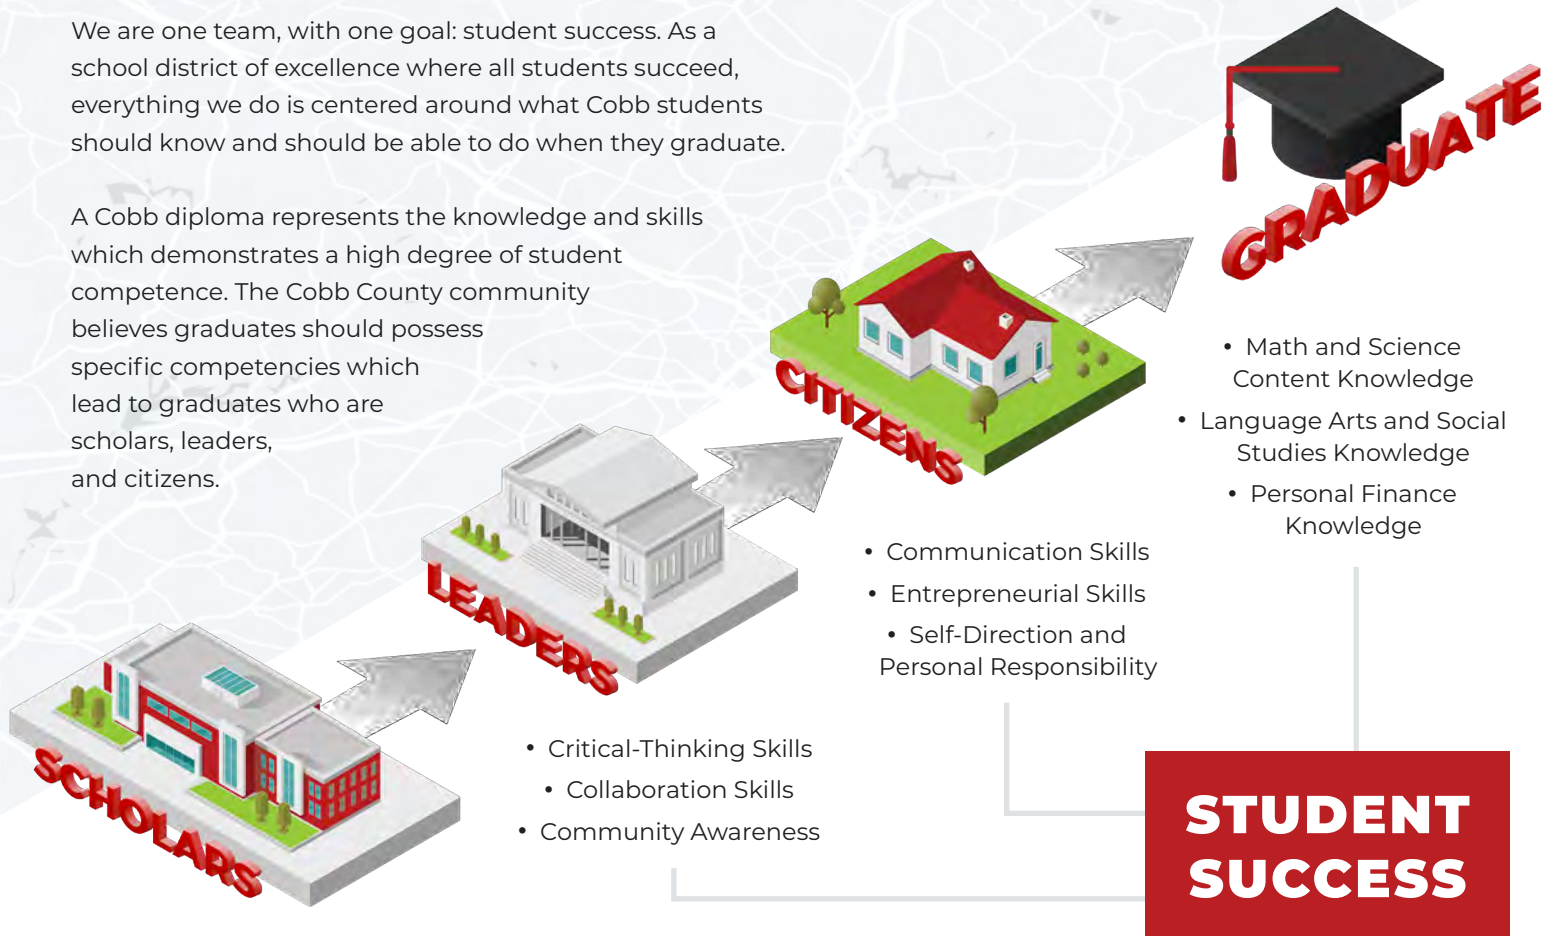 We are one team, with one goal: student success. As a
school district of excellence where all students succeed,
everything we do is centered around what Cobb students
should know and should be able to do when they graduate.
A Cobb diploma represents the knowledge and skills
which demonstrates a high degree of student
competence. The Cobb County community
believes graduates should possess
specific competencies which
lead to graduates who are
scholars, leaders,
and citizens.
SCHOLARS
LEADERS
CITIZENS
GRADUATE
• Critical-Thinking Skills
• Collaboration Skills
• Community Awareness
• Communication Skills
• Entrepreneurial Skills
• Self-Direction and
Personal Responsibility
• Math and Science
Content Knowledge
• Language Arts and Social
Studies Knowledge
• Personal Finance
Knowledge
STUDENT
SUCCESS